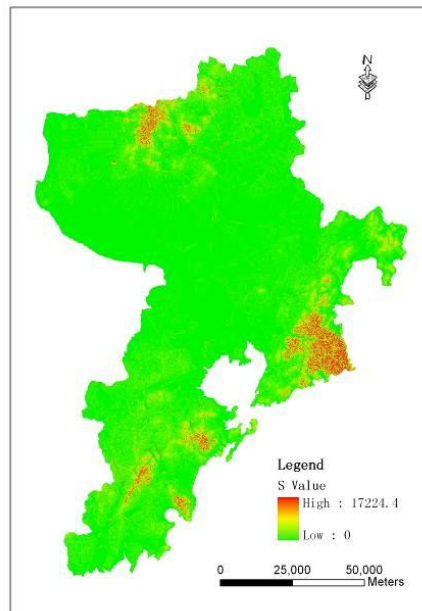 N
Legend
S Value
High : 17224.4
Low : 0
0 25,000 50,000
Meters